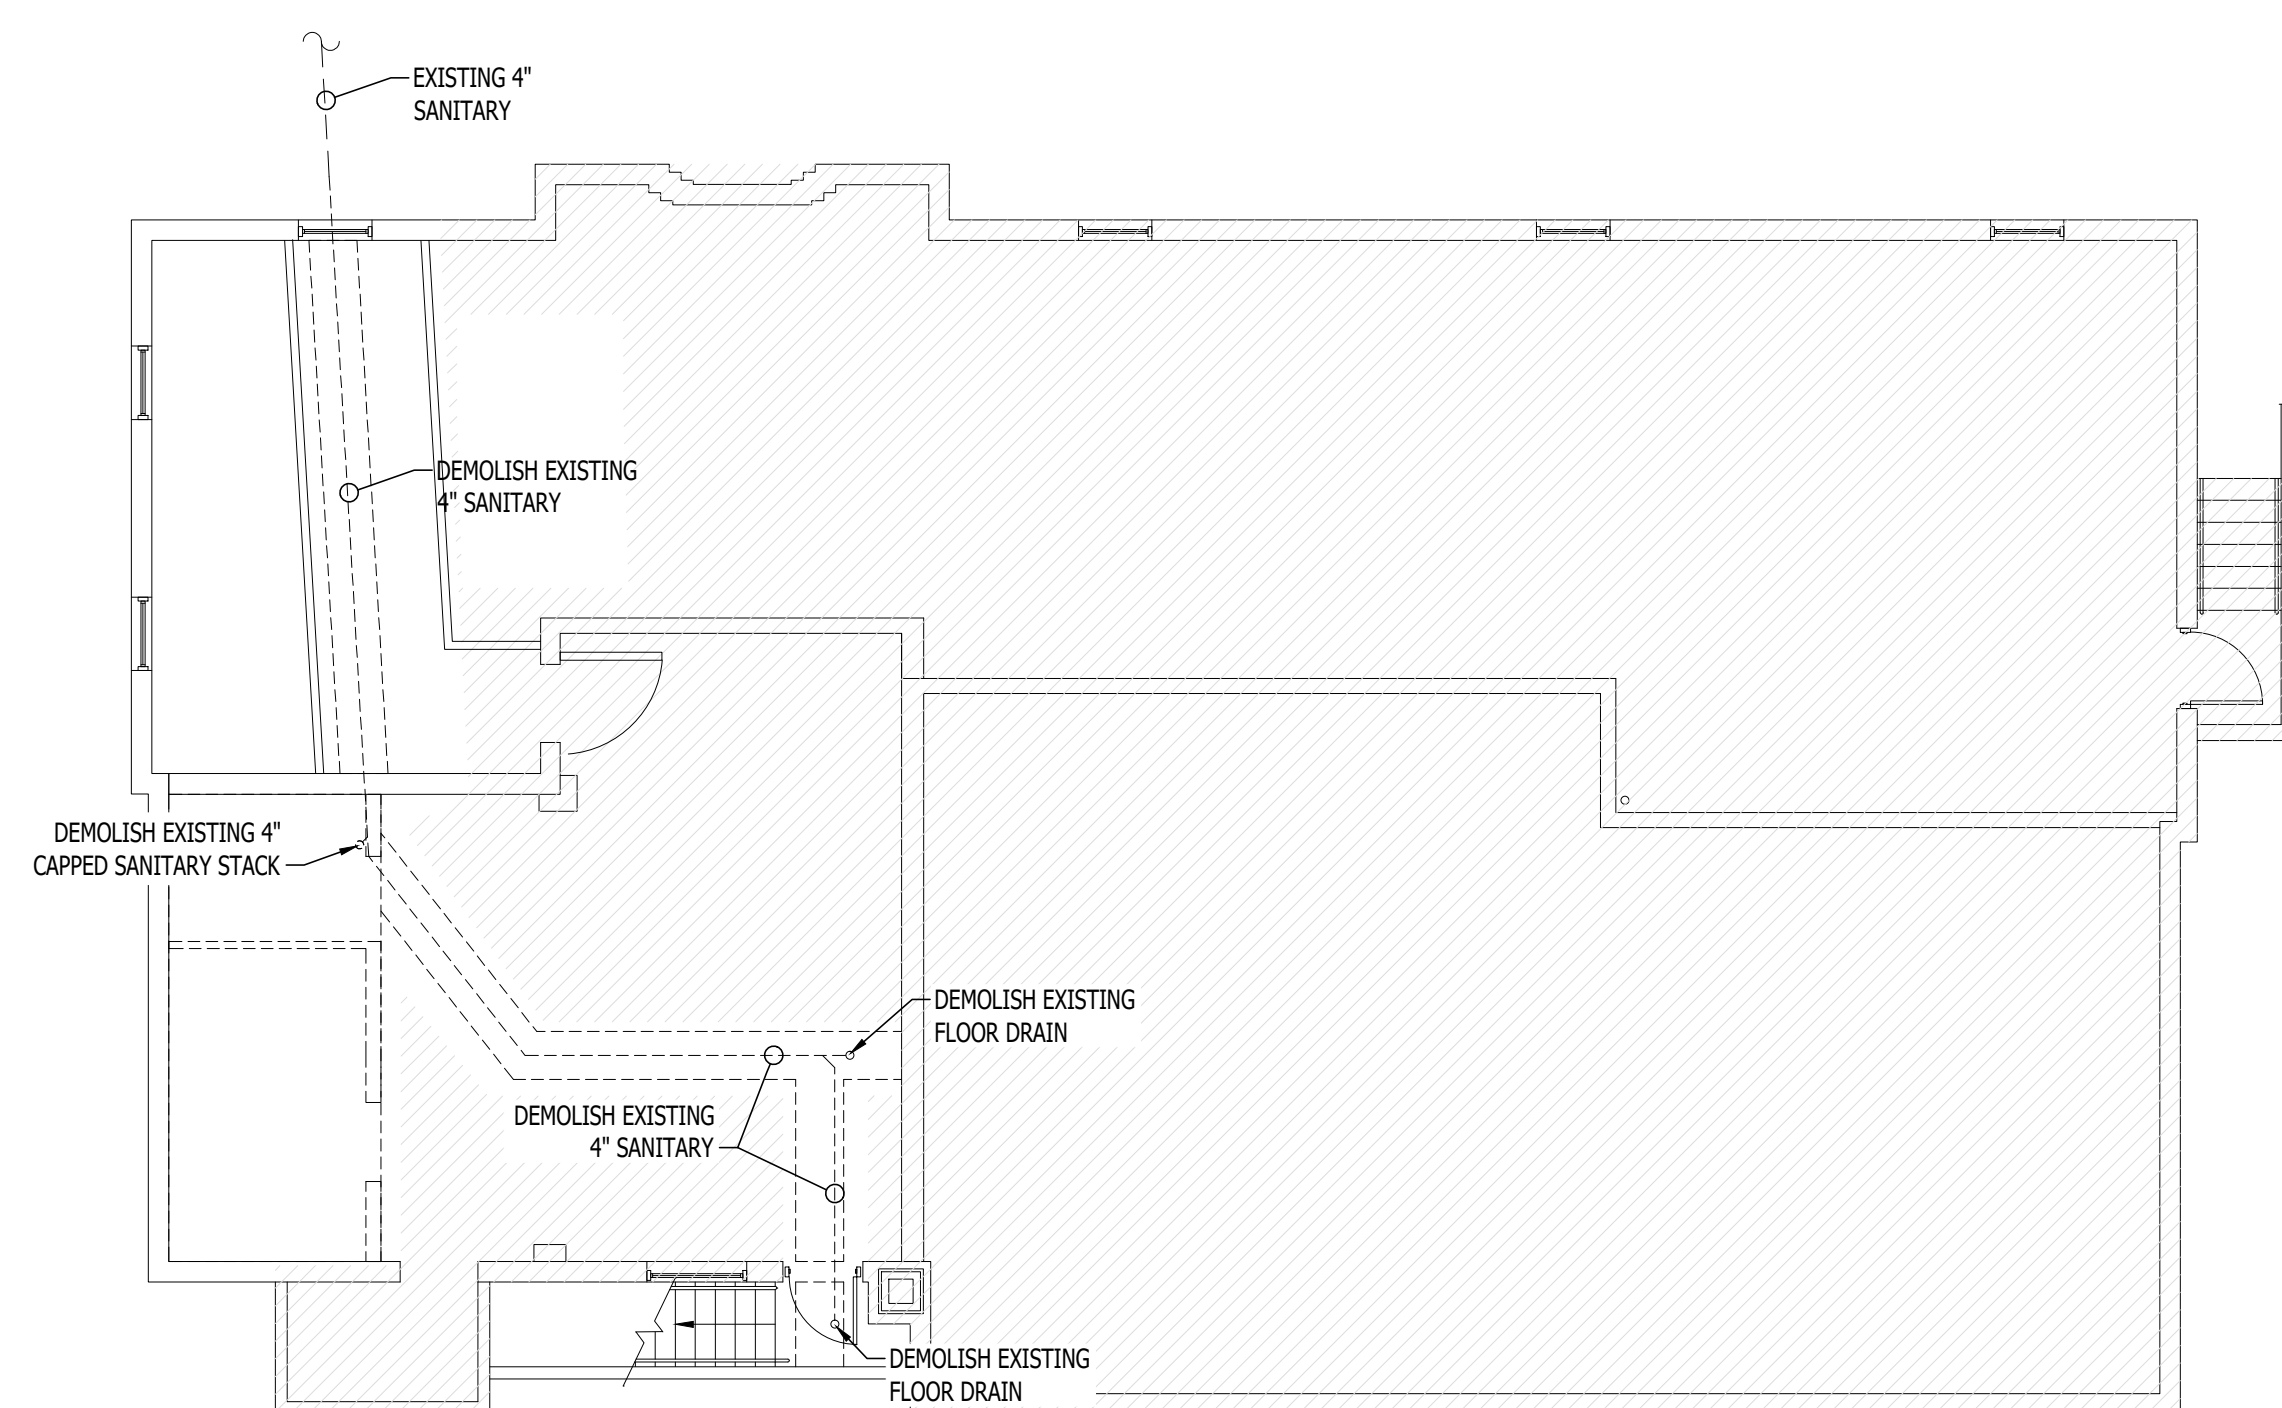 EXISTING 4"
SANITARY
DEMOLISH EXISTING
4" SANITARY
DEMOLISH EXISTING 4"
CAPPED SANITARY STACK
DEMOLISH EXISTING
FLOOR DRAIN
DEMOLISH EXISTING
4" SANITARY
DEMOLISH EXISTING
FLOOR DRAIN